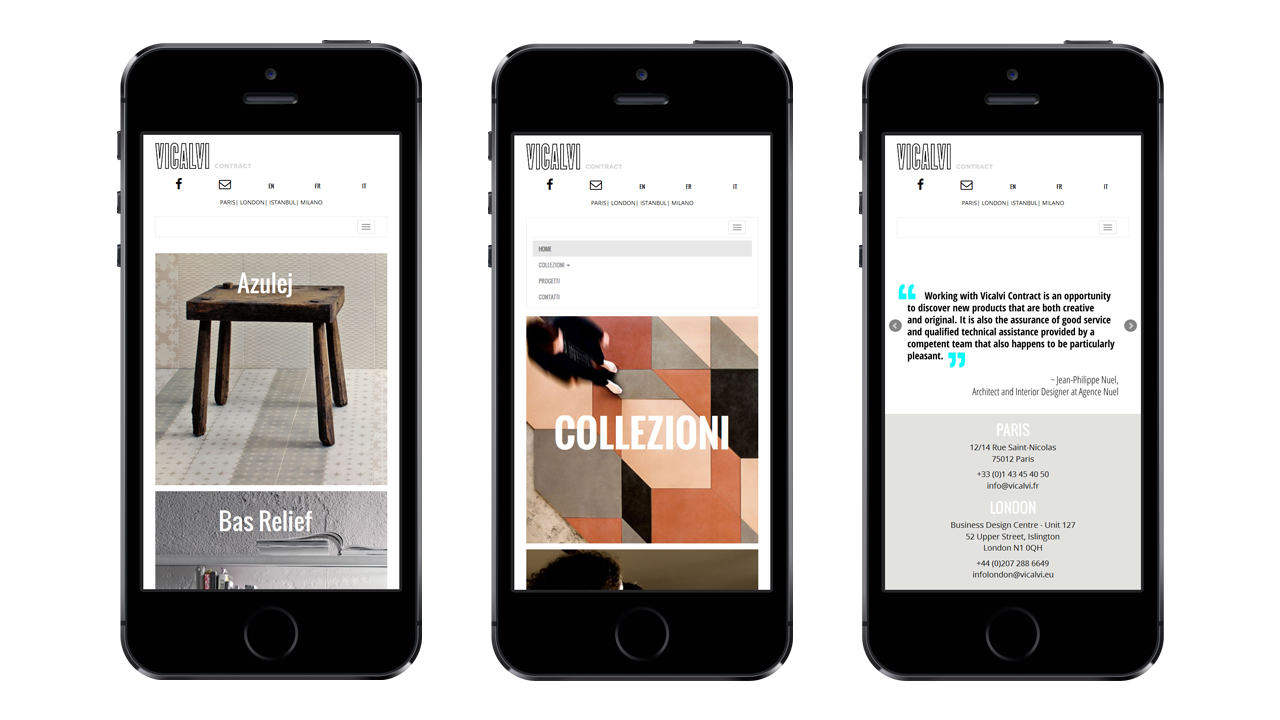 VICALVI CONTRACT
EN FR IT
PARIS| LONDON| ISTANBUL| MILANO
Azulej
Bas Relief
VICALVI CONTRACT
EN FR IT
PARIS| LONDON| ISTANBUL| MILANO
HOME
COLLEZIONI
PROGETTI
CONTATTI
COLLEZIONI
VICALVI CONTRACT
EN FR IT
PARIS| LONDON| ISTANBUL| MILANO
“ Working with Vicalvi Contract is an opportunity
to discover new products that are both creative
and original. It is also the assurance of good service
and qualified technical assistance provided by a
competent team that also happens to be particularly
pleasant. ”
~ Jean-Philippe Nuel,
Architect and Interior Designer at Agence Nuel
PARIS
12/14 Rue Saint-Nicolas
75012 Paris
+33 (0)1 43 45 40 50
info@vicalvi.fr
LONDON
Business Design Centre - Unit 127
52 Upper Street, Islington
London N1 0QH
+44 (0)207 288 6649
infolondon@vicalvi.eu